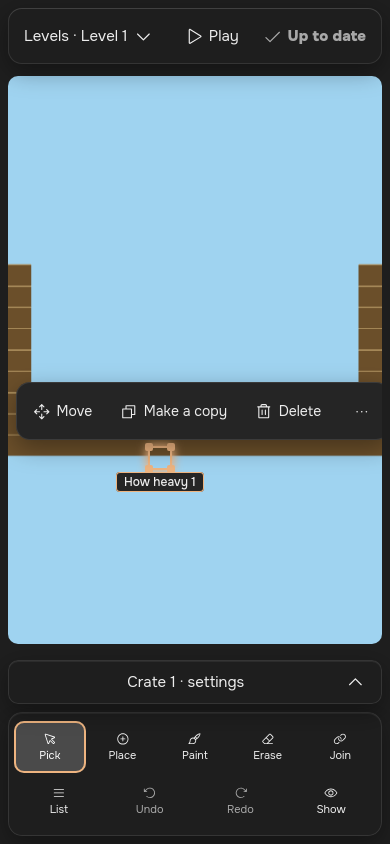 Levels · Level 1
Play
Up to date
Move
Make a copy
Delete
How heavy 1
Crate 1 · settings
Pick
Place
Paint
Erase
Join
List
Undo
Redo
Show